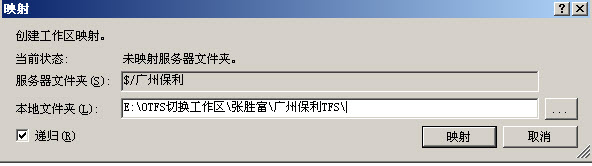 映射
创建工作区映射。
当前状态: 未映射服务器文件夹。
服务器文件夹(S): $/广州保利
本地文件夹(L): E:\OTFS切换工作区\张胜富\广州保利TFS\ ...
递归(R) 映射 取消